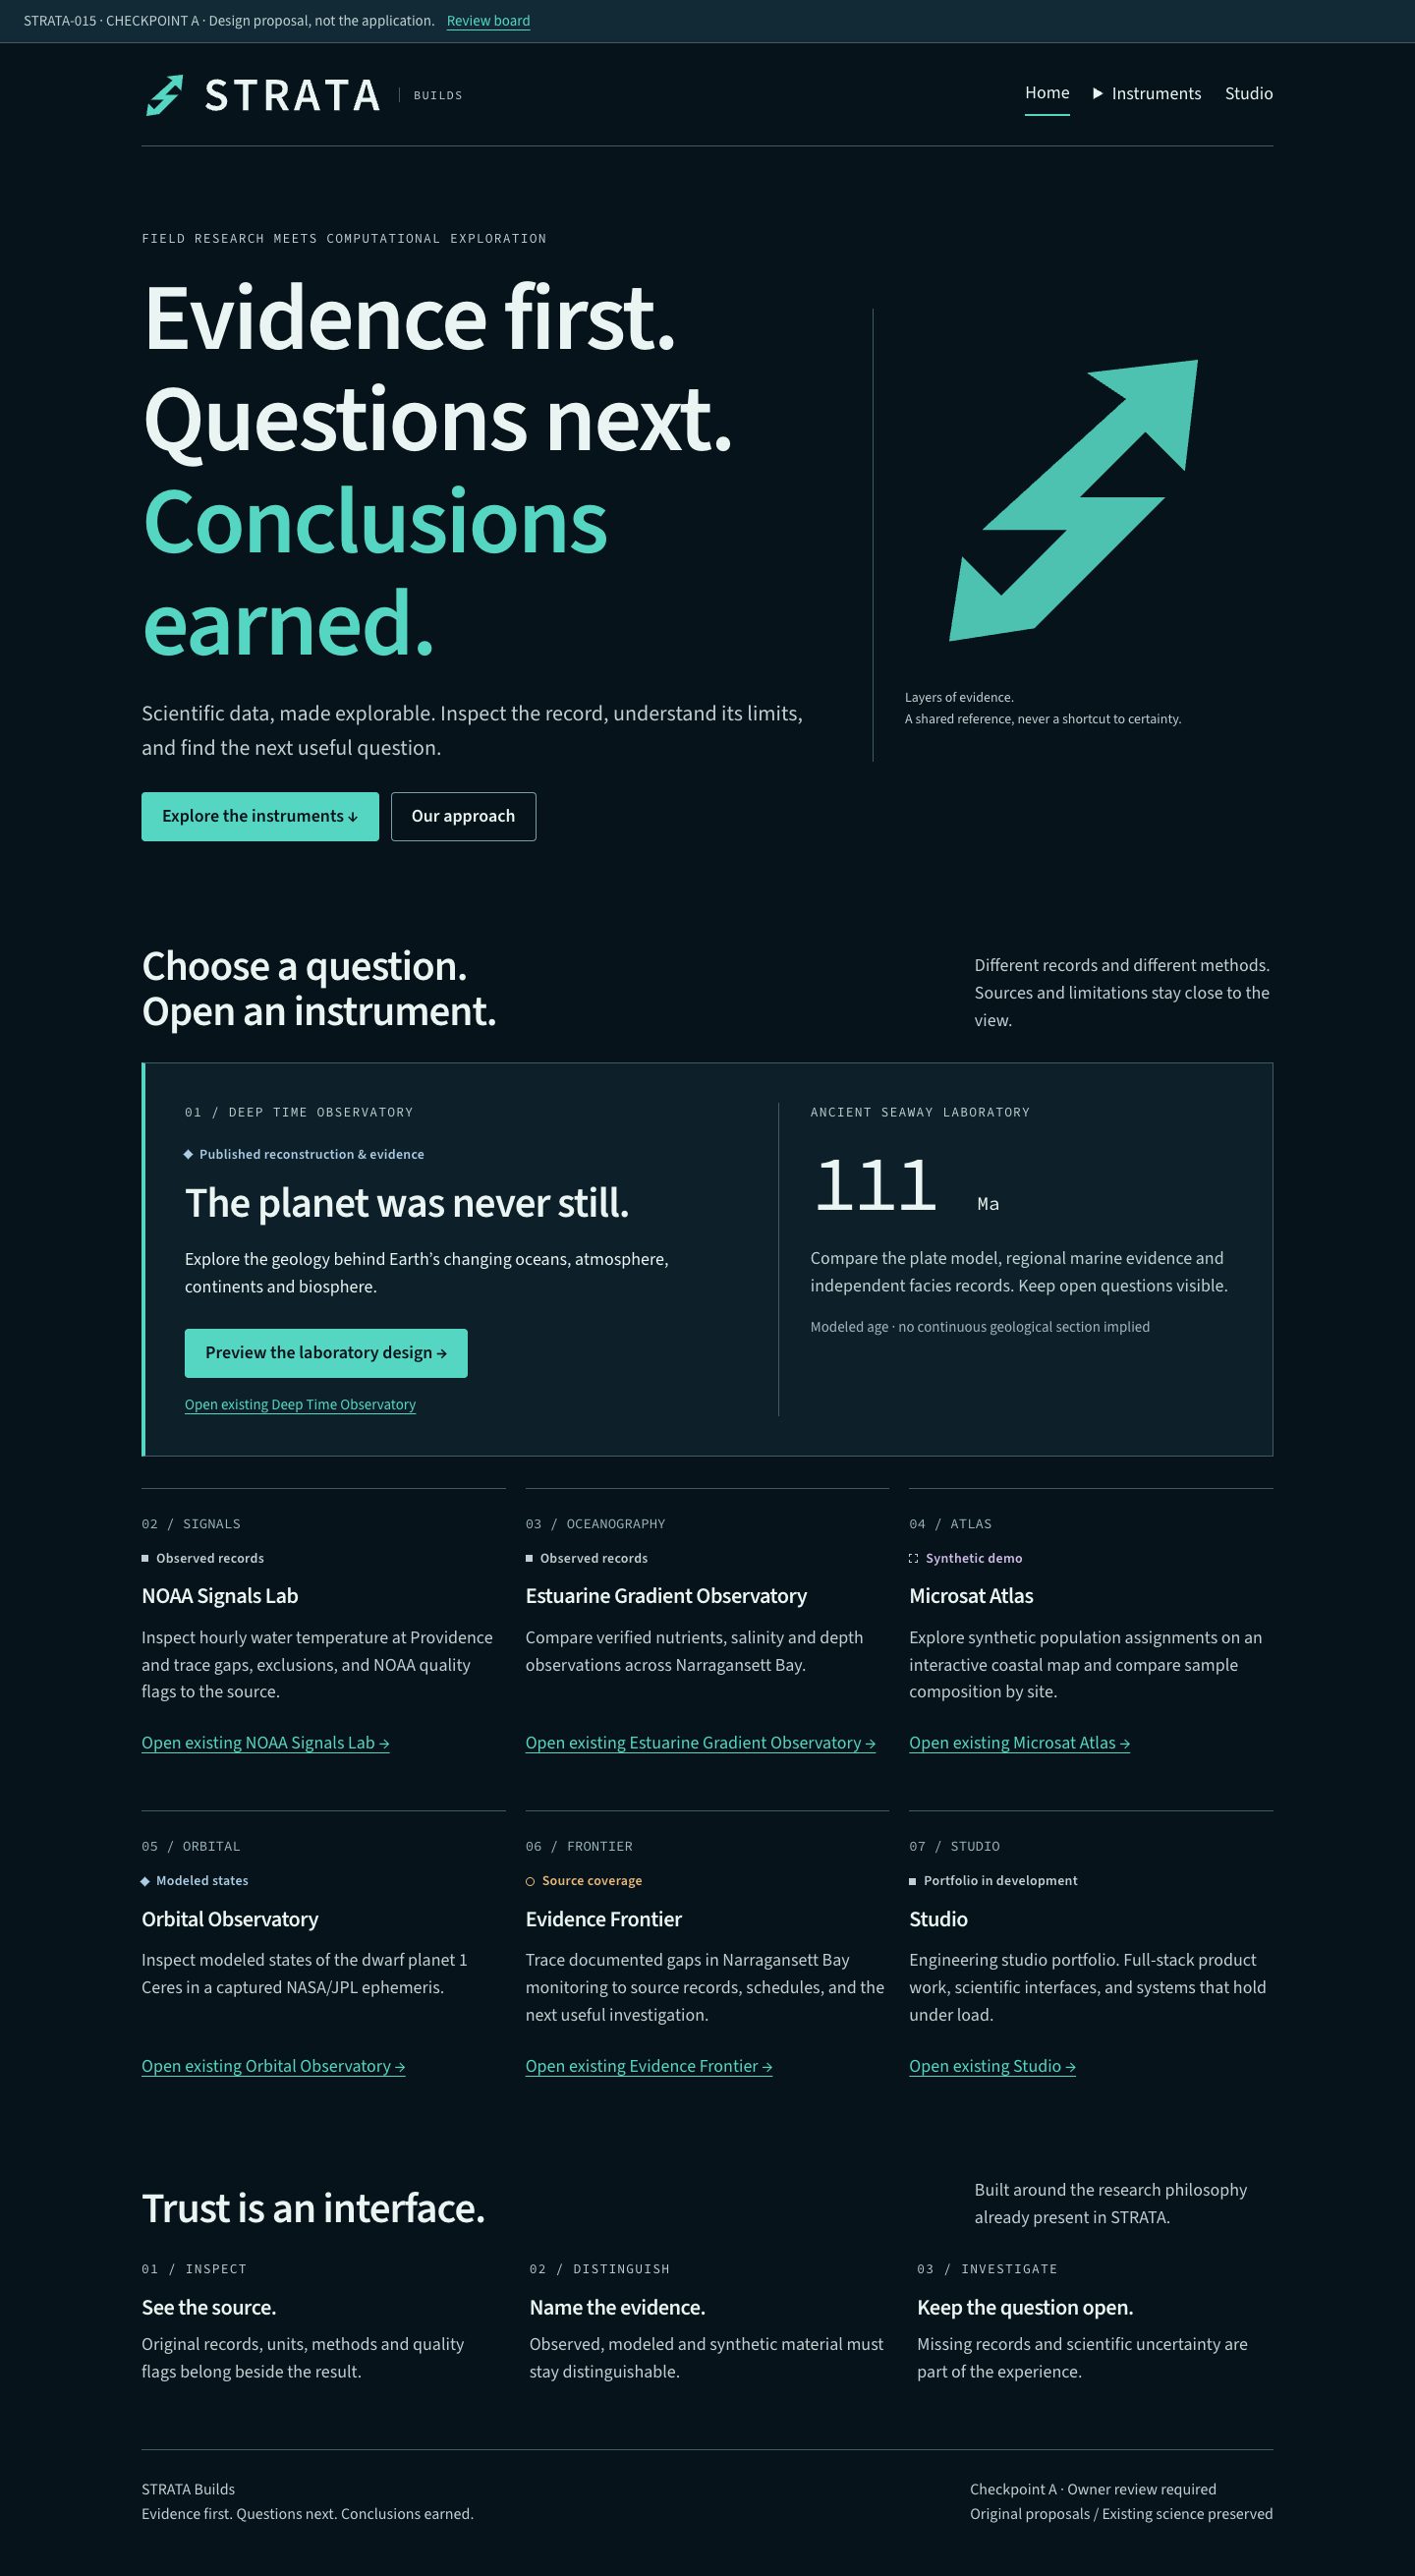 STRATA-015 · CHECKPOINT A · Design proposal, not the application. Review board
STRATA BUILDS
Home ▶ Instruments Studio
FIELD RESEARCH MEETS COMPUTATIONAL EXPLORATION
Evidence first.
Questions next.
Conclusions
earned.
Scientific data, made explorable. Inspect the record, understand its limits,
and find the next useful question.
Explore the instruments ↓
Our approach
Layers of evidence.
A shared reference, never a shortcut to certainty.
Choose a question.
Open an instrument.
Different records and different methods.
Sources and limitations stay close to the
view.
01 / DEEP TIME OBSERVATORY
Published reconstruction & evidence
The planet was never still.
Explore the geology behind Earth’s changing oceans, atmosphere,
continents and biosphere.
Preview the laboratory design →
Open existing Deep Time Observatory
ANCIENT SEAWAY LABORATORY
111 Ma
Compare the plate model, regional marine evidence and
independent facies records. Keep open questions visible.
Modeled age · no continuous geological section implied
02 / SIGNALS
Observed records
NOAA Signals Lab
Inspect hourly water temperature at Providence
and trace gaps, exclusions, and NOAA quality
flags to the source.
Open existing NOAA Signals Lab →
03 / OCEANOGRAPHY
Observed records
Estuarine Gradient Observatory
Compare verified nutrients, salinity and depth
observations across Narragansett Bay.
Open existing Estuarine Gradient Observatory →
04 / ATLAS
Synthetic demo
Microsat Atlas
Explore synthetic population assignments on an
interactive coastal map and compare sample
composition by site.
Open existing Microsat Atlas →
05 / ORBITAL
Modeled states
Orbital Observatory
Inspect modeled states of the dwarf planet 1
Ceres in a captured NASA/JPL ephemeris.
Open existing Orbital Observatory →
06 / FRONTIER
Source coverage
Evidence Frontier
Trace documented gaps in Narragansett Bay
monitoring to source records, schedules, and the
next useful investigation.
Open existing Evidence Frontier →
07 / STUDIO
Portfolio in development
Studio
Engineering studio portfolio. Full-stack product
work, scientific interfaces, and systems that hold
under load.
Open existing Studio →
Trust is an interface.
Built around the research philosophy
already present in STRATA.
01 / INSPECT
See the source.
Original records, units, methods and quality
flags belong beside the result.
02 / DISTINGUISH
Name the evidence.
Observed, modeled and synthetic material must
stay distinguishable.
03 / INVESTIGATE
Keep the question open.
Missing records and scientific uncertainty are
part of the experience.
STRATA Builds
Evidence first. Questions next. Conclusions earned.
Checkpoint A · Owner review required
Original proposals / Existing science preserved